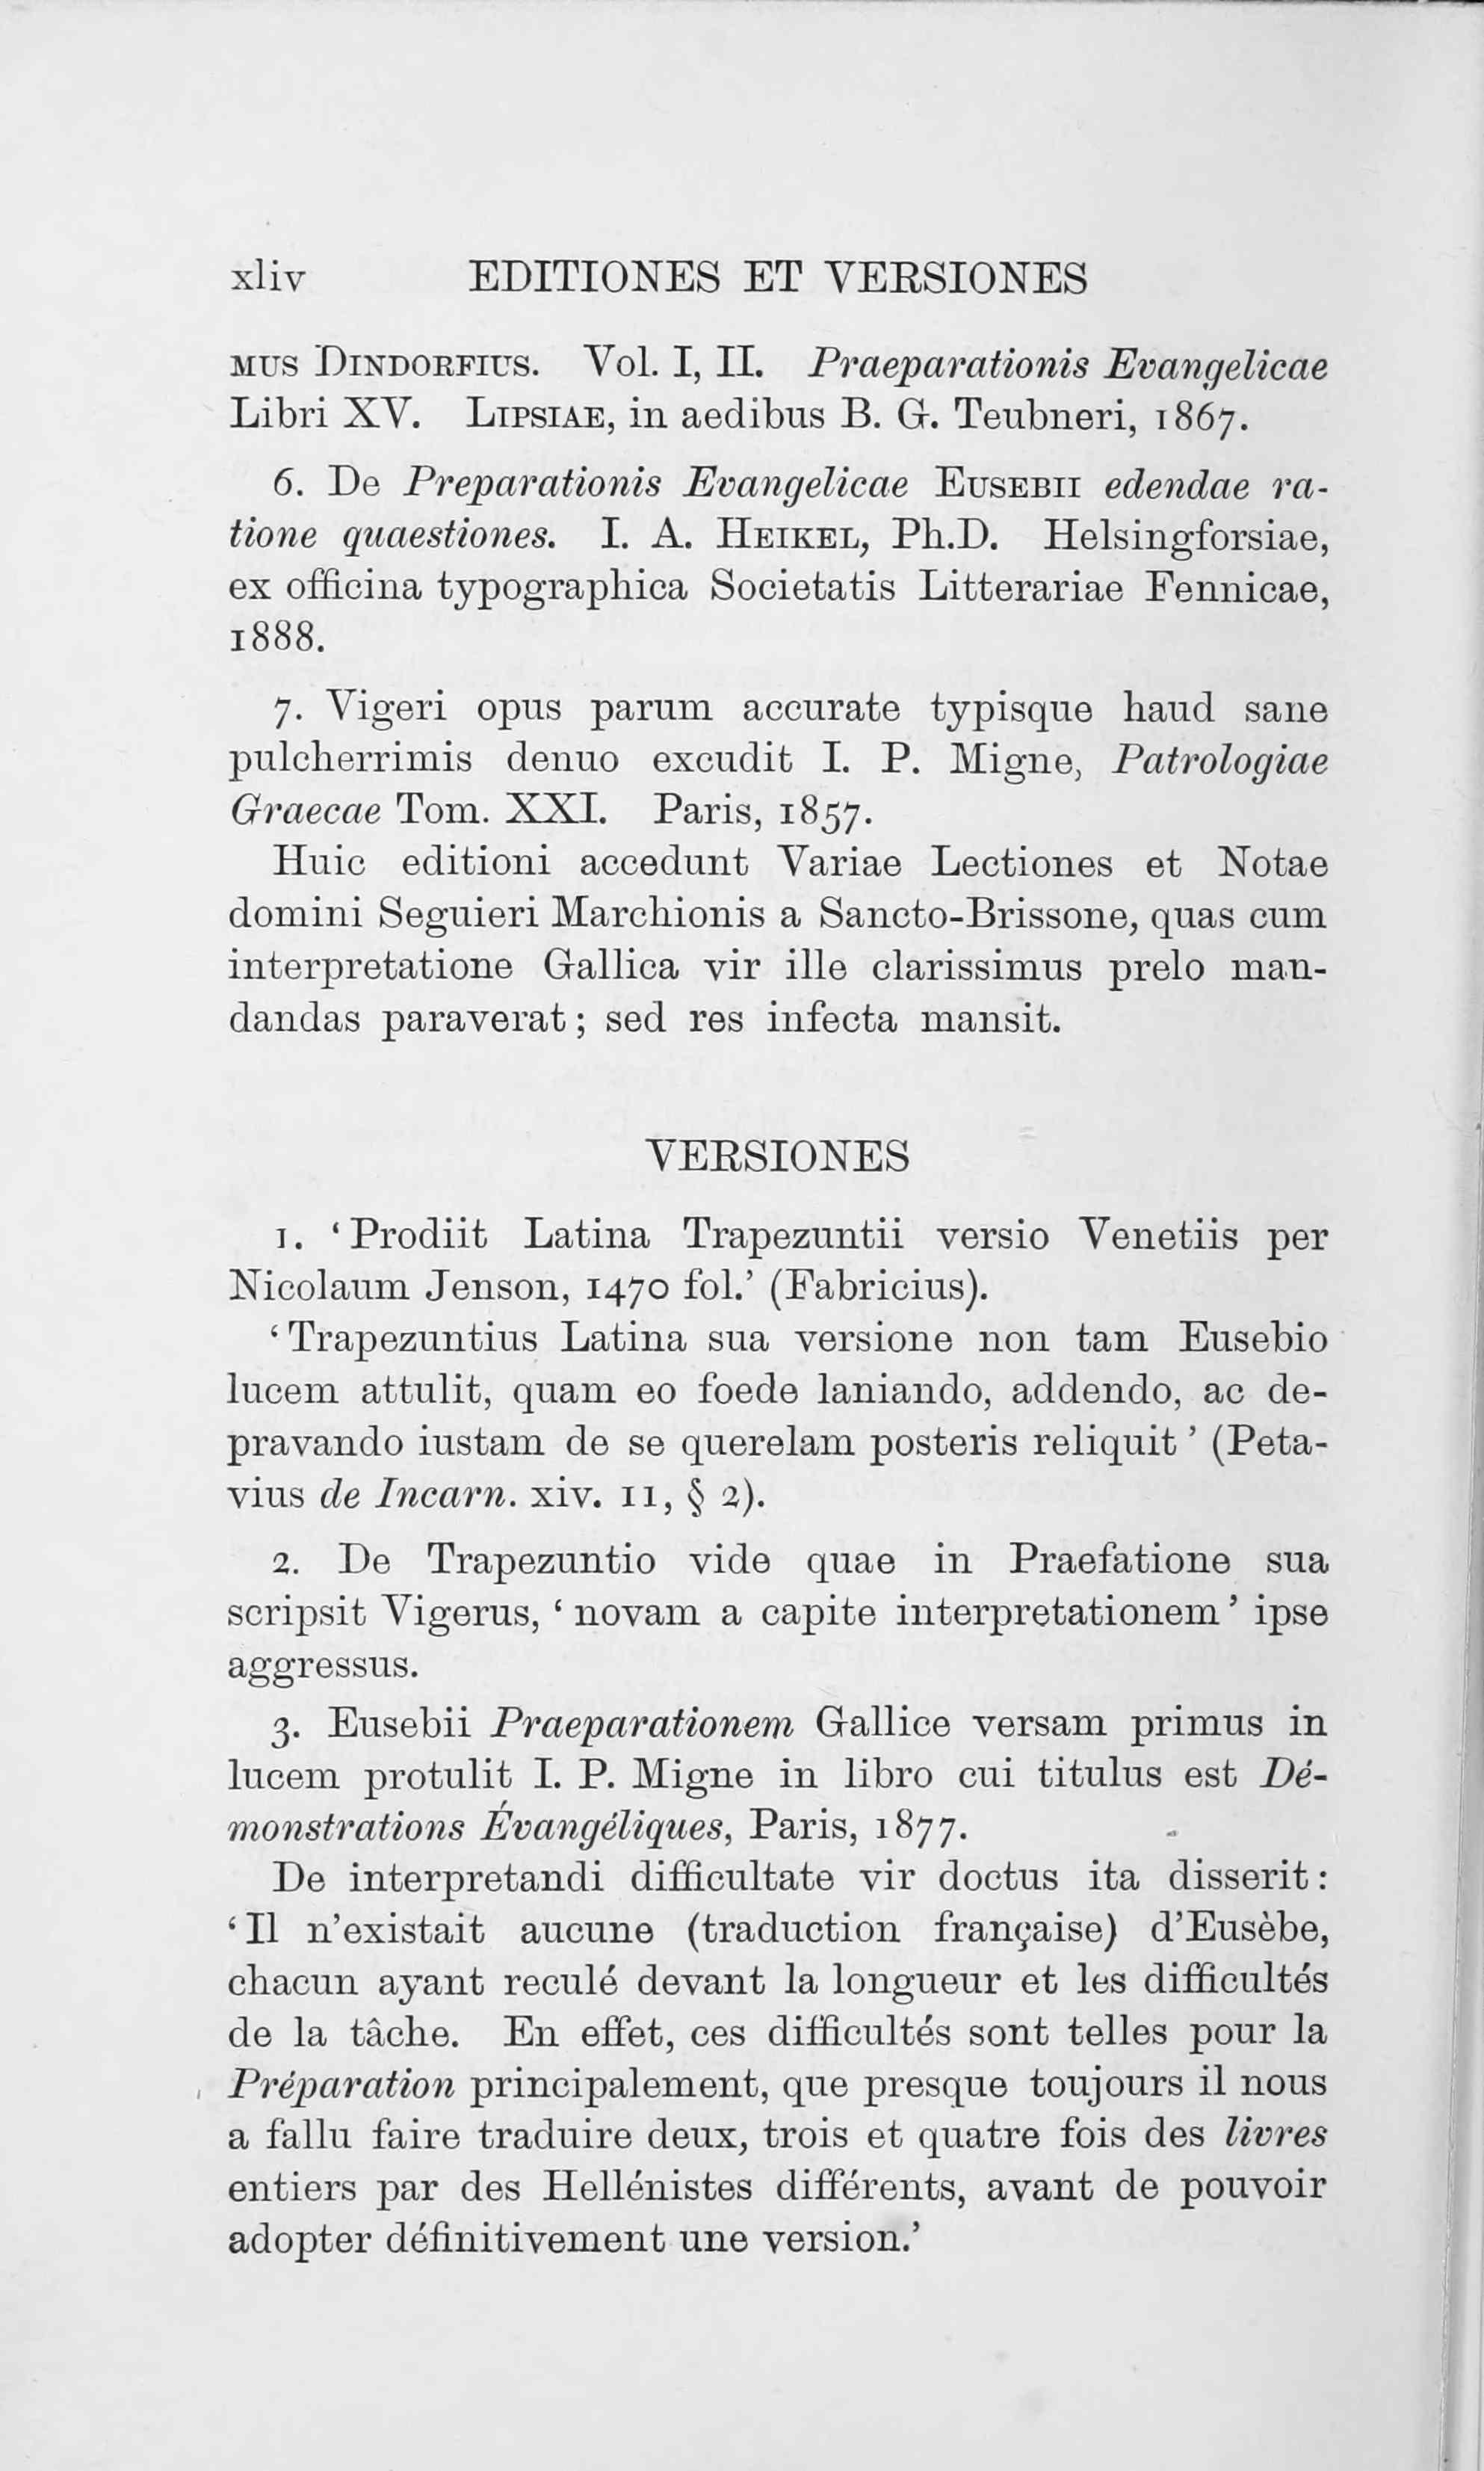 xliv EDITIONES ET VERSIONES
MUS DINDORFIUS. Vol. I, II. Praeparationis Evangelicae
Libri XV. LIPSIAE, in aedibus B. G. Teubneri, 1867.
6. De Preparationis Evangelicae EUSEBII edendae ra-
tione quaestiones. I. A. HEIKEL, Ph.D. Helsingforsiae,
ex officina typographica Societatis Litterariae Fennicae,
1888.
7. Vigeri opus parum accurate typisque haud sane
pulcherrimis denuo excudit I. P. Migne, Patrologiae
Graecae Tom. XXI. Paris, 1857.
Huic editioni accedunt Variae Lectiones et Notae
domini Seguieri Marchionis a Sancto-Brissone, quas cum
interpretatione Gallica vir ille clarissimus prelo man-
dandas paraverat; sed res infecta mansit.
VERSIONES
1. ‘Prodiit Latina Trapezuntii versio Venetiis per
Nicolaum Jenson, 1470 fol.’ (Fabricius).
‘Trapezuntius Latina sua versione non tam Eusebio
lucem attulit, quam eo foede laniando, addendo, ac de-
pravando iustam de se querelam posteris reliquit’ (Peta-
vius de Incarn. xiv. 11, § 2).
2. De Trapezuntio vide quae in Praefatione sua
scripsit Vigerus, ‘novam a capite interpretationem’ ipse
aggressus.
3. Eusebii Praeparationem Gallice versam primus in
lucem protulit I. P. Migne in libro cui titulus est Dé-
monstrations Évangéliques, Paris, 1877.
De interpretandi difficultate vir doctus ita disserit:
‘Il n’existait aucune (traduction française) d’Eusèbe,
chacun ayant reculé devant la longueur et les difficultés
de la tâche. En effet, ces difficultés sont telles pour la
Préparation principalement, que presque toujours il nous
a fallu faire traduire deux, trois et quatre fois des livres
entiers par des Hellénistes différents, avant de pouvoir
adopter définitivement une version.’